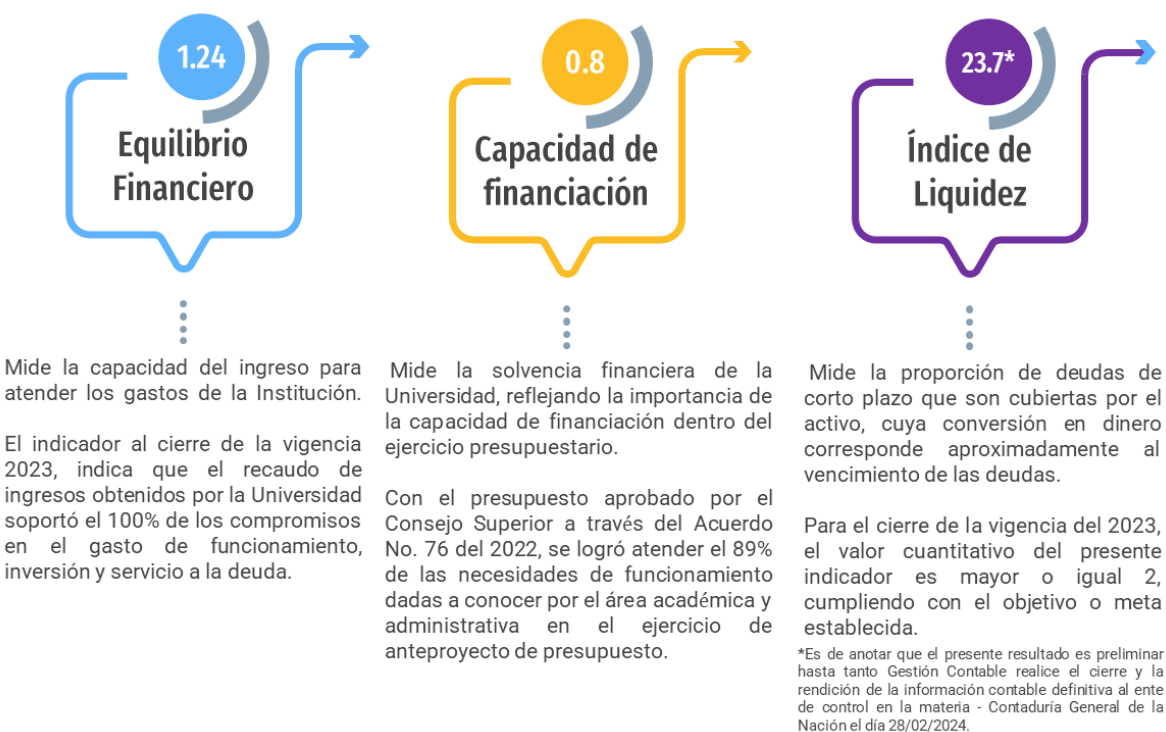 1.24
Equilibrio
Financiero
Mide la capacidad del ingreso para
atender los gastos de la Institución.
El indicador al cierre de la vigencia
2023, indica que el recaudo de
ingresos obtenidos por la Universidad
soportó el 100% de los compromisos
en el gasto de funcionamiento,
inversión y servicio a la deuda.
0.8
Capacidad de
financiación
Mide la solvencia financiera de la
Universidad, reflejando la importancia de
la capacidad de financiación dentro del
ejercicio presupuestario.
Con el presupuesto aprobado por el
Consejo Superior a través del Acuerdo
No. 76 del 2022, se logró atender el 89%
de las necesidades de funcionamiento
dadas a conocer por el área académica y
administrativa en el ejercicio de
anteproyecto de presupuesto.
23.7*
Índice de
Liquidez
Mide la proporción de deudas de
corto plazo que son cubiertas por el
activo, cuya conversión en dinero
corresponde aproximadamente al
vencimiento de las deudas.
Para el cierre de la vigencia del 2023,
el valor cuantitativo del presente
indicador es mayor o igual 2,
cumpliendo con el objetivo o meta
establecida.
*Es de anotar que el presente resultado es preliminar
hasta tanto Gestión Contable realice el cierre y la
rendición de la información contable definitiva al ente
de control en la materia - Contaduría General de la
Nación el día 28/02/2024.